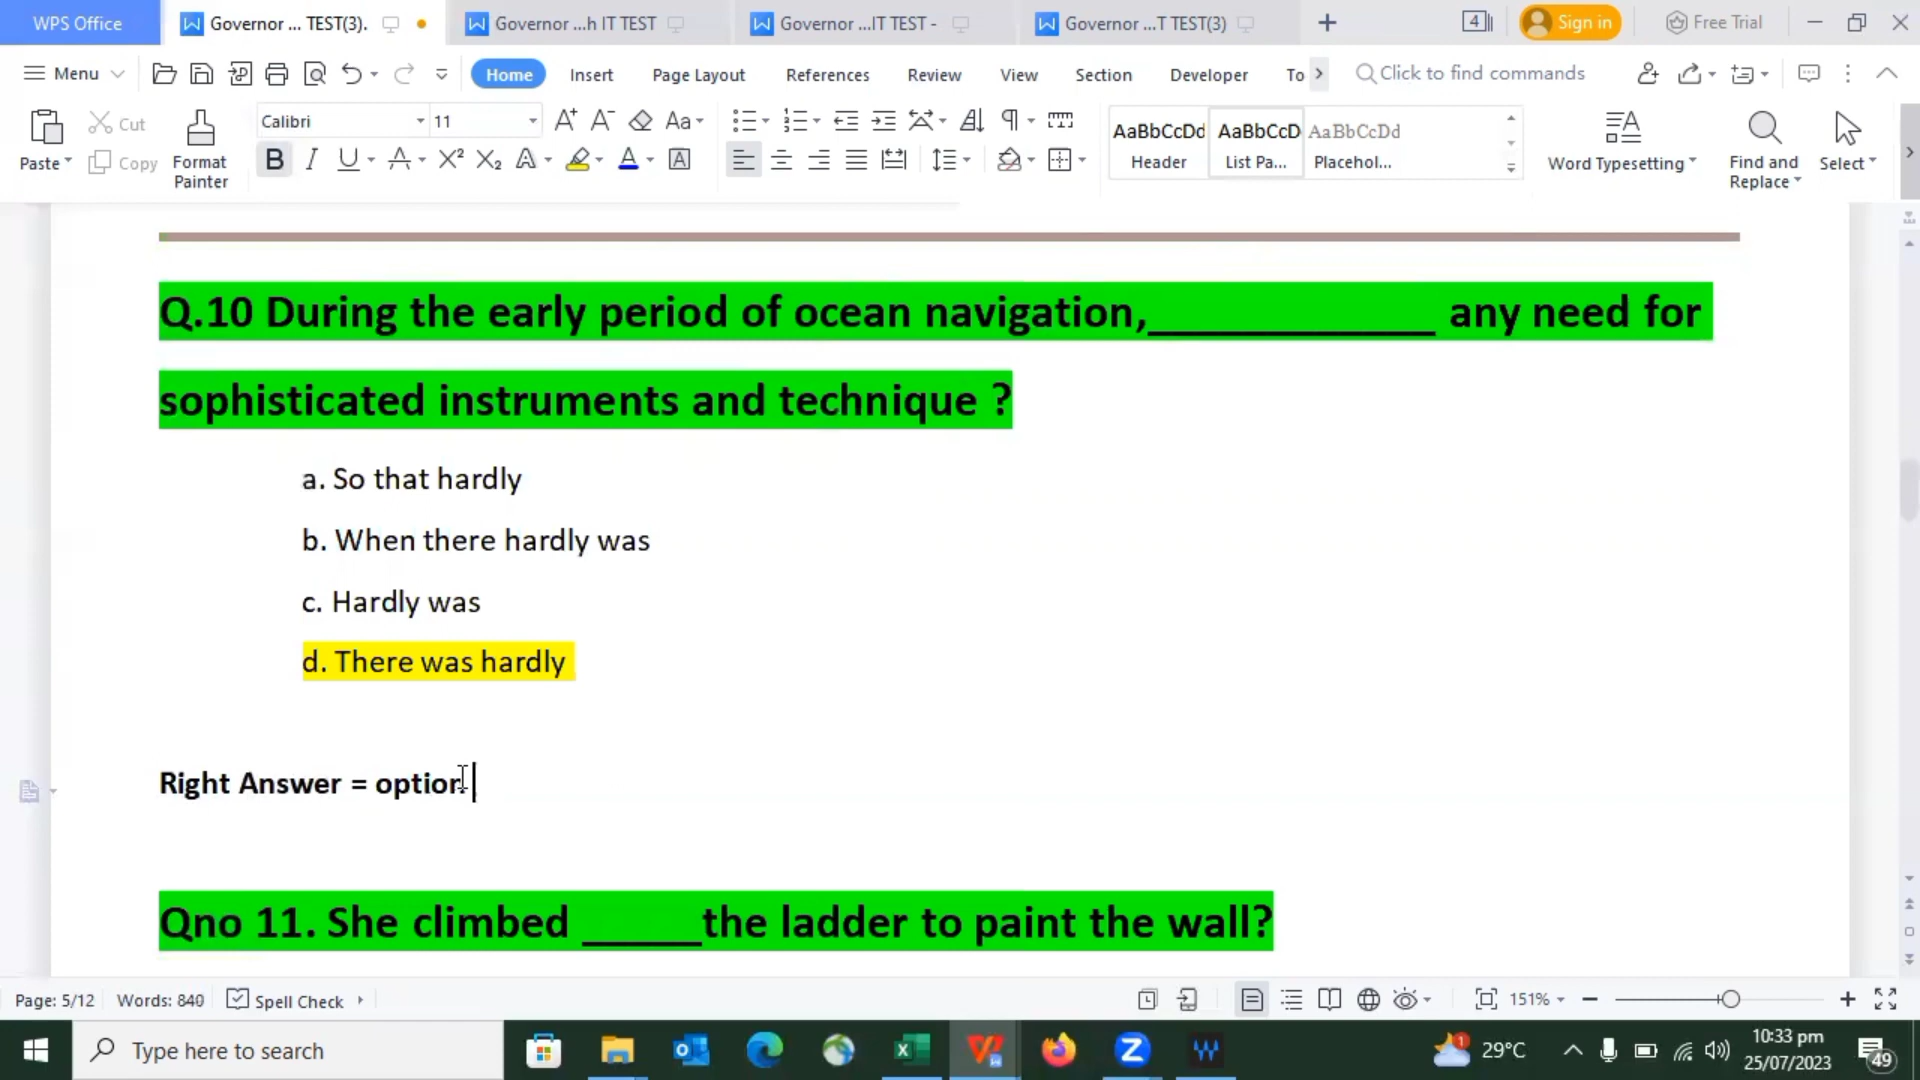 WPS Office
Governor ... TEST(3).
Governor ...h IT TEST
Governor ...IT TEST -
Governor ...T TEST(3)
4
Sign in
Free Trial
Menu
Home
Insert
Page Layout
References
Review
View
Section
Developer
To
Click to find commands
Paste
Cut
Copy
Format
Painter
Calibri
11
AaBbCcDd
Header
AaBbCcD
List Pa...
AaBbCcDd
Placehol...
Word Typesetting
Find and
Replace
Select
Q.10 During the early period of ocean navigation,____________ any need for
sophisticated instruments and technique ?
a. So that hardly
b. When there hardly was
c. Hardly was
d. There was hardly
Right Answer = option
Qno 11. She climbed _____the ladder to paint the wall?
Page: 5/12
Words: 840
Spell Check
151%
Type here to search
1
29°C
10:33 pm
25/07/2023
49